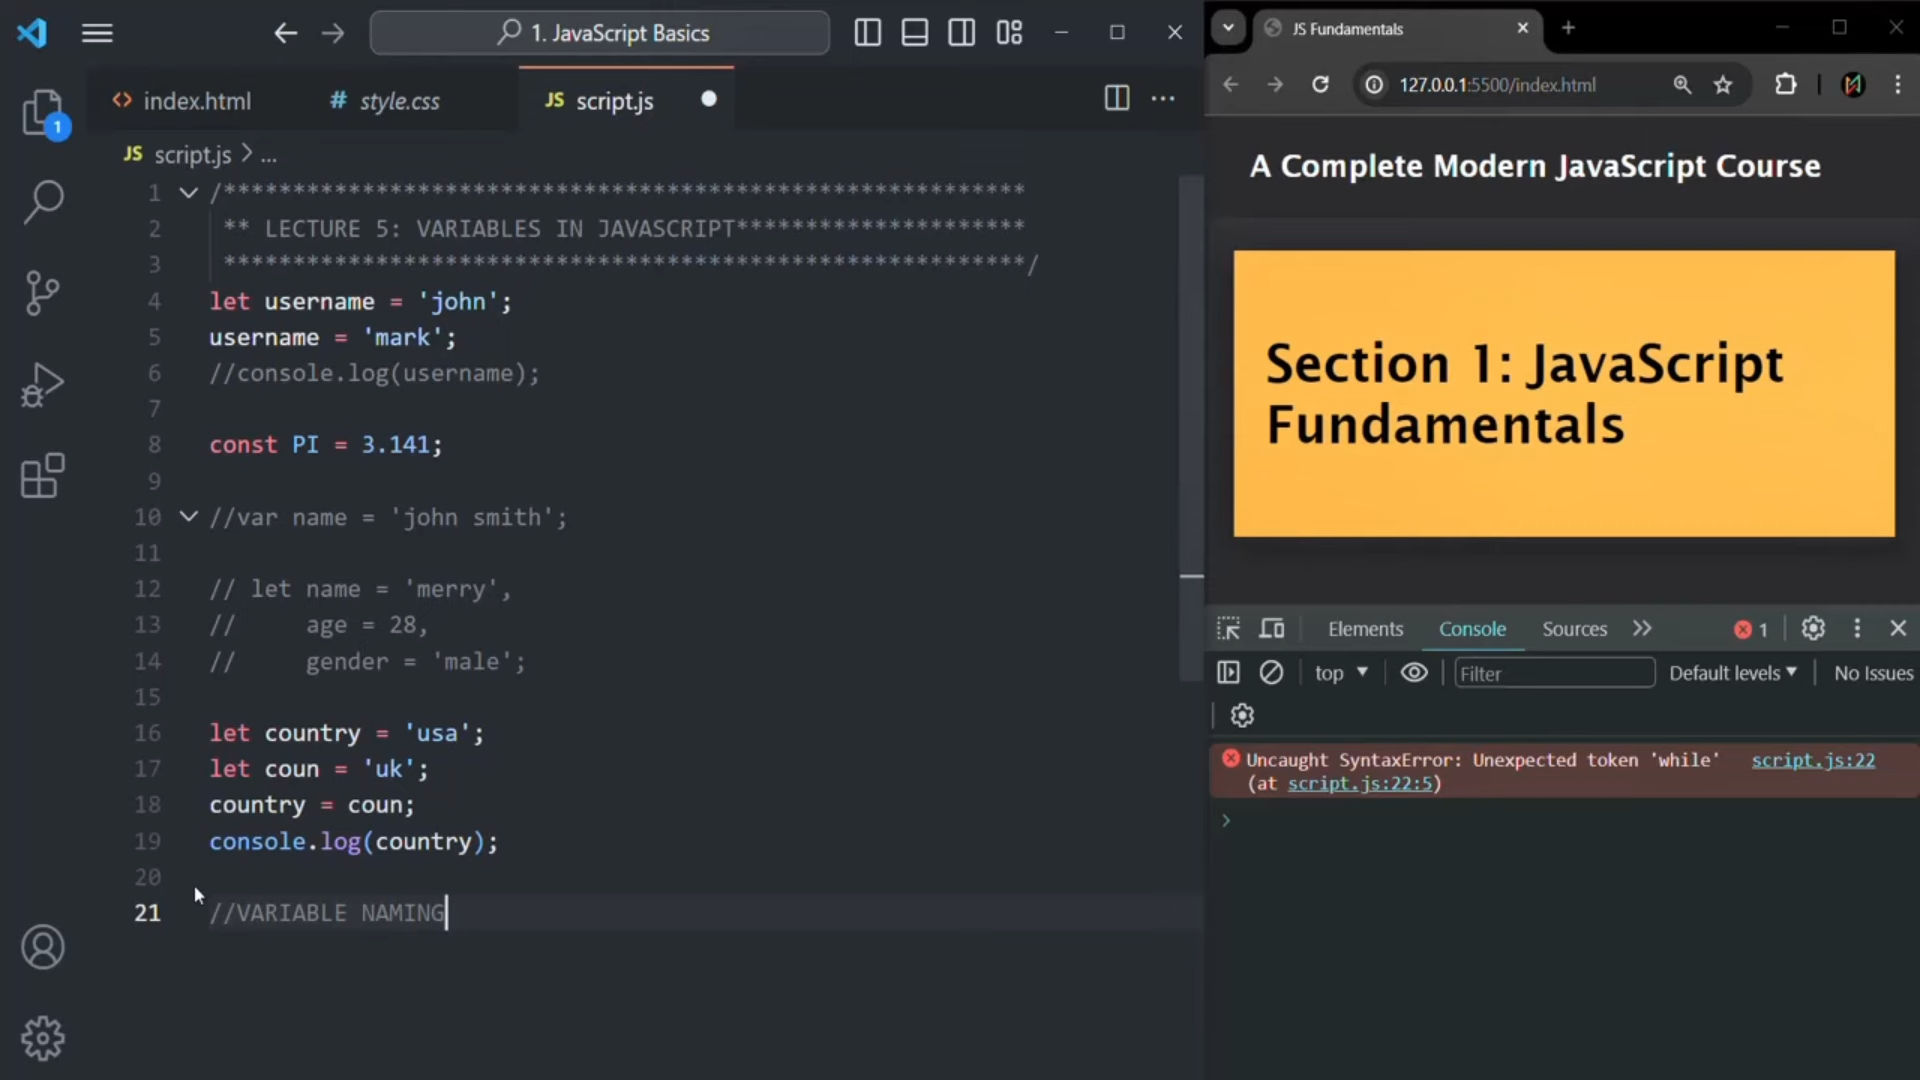 1. JavaScript Basics
index.html
# style.css
JS script.js
1
JS script.js > ...
1 /**********************************************************
2 ** LECTURE 5: VARIABLES IN JAVASCRIPT*********************
3 **********************************************************/
4 let username = 'john';
5 username = 'mark';
6 //console.log(username);
7
8 const PI = 3.141;
9
10 //var name = 'john smith';
11
12 // let name = 'merry',
13 //     age = 28,
14 //     gender = 'male';
15
16 let country = 'usa';
17 let coun = 'uk';
18 country = coun;
19 console.log(country);
20
21 //VARIABLE NAMING
JS Fundamentals
127.0.0.1:5500/index.html
A Complete Modern JavaScript Course
Section 1: JavaScript
Fundamentals
Elements Console Sources 1
top Filter Default levels No Issues
Uncaught SyntaxError: Unexpected token 'while' script.js:22
(at script.js:22:5)